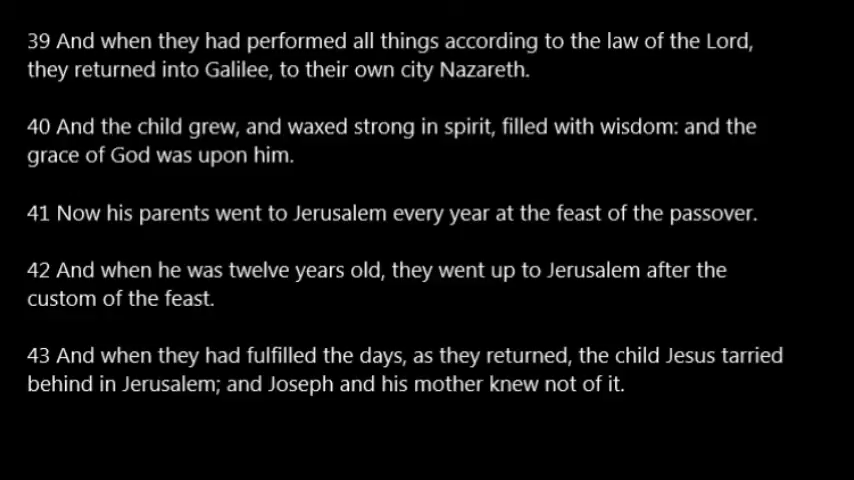 39 And when they had performed all things according to the law of the Lord,
they returned into Galilee, to their own city Nazareth.
40 And the child grew, and waxed strong in spirit, filled with wisdom: and the
grace of God was upon him.
41 Now his parents went to Jerusalem every year at the feast of the passover.
42 And when he was twelve years old, they went up to Jerusalem after the
custom of the feast.
43 And when they had fulfilled the days, as they returned, the child Jesus tarried
behind in Jerusalem; and Joseph and his mother knew not of it.